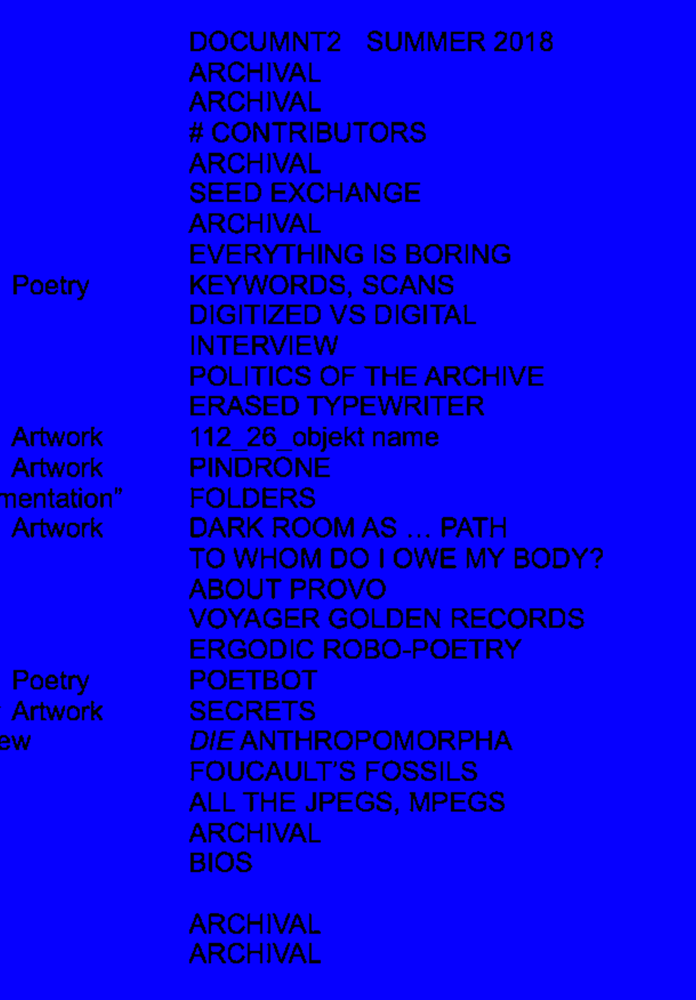 DOCUMNT2 SUMMER 2018
ARCHIVAL
ARCHIVAL
# CONTRIBUTORS
ARCHIVAL
SEED EXCHANGE
ARCHIVAL
EVERYTHING IS BORING
Poetry KEYWORDS, SCANS
DIGITIZED VS DIGITAL
INTERVIEW
POLITICS OF THE ARCHIVE
ERASED TYPEWRITER
Artwork 112_26_objekt name
Artwork PINDRONE
mentation” FOLDERS
Artwork DARK ROOM AS … PATH
TO WHOM DO I OWE MY BODY?
ABOUT PROVO
VOYAGER GOLDEN RECORDS
ERGODIC ROBO-POETRY
Poetry POETBOT
Artwork SECRETS
ew DIE ANTHROPOMORPHA
FOUCAULT’S FOSSILS
ALL THE JPEGS, MPEGS
ARCHIVAL
BIOS
ARCHIVAL
ARCHIVAL